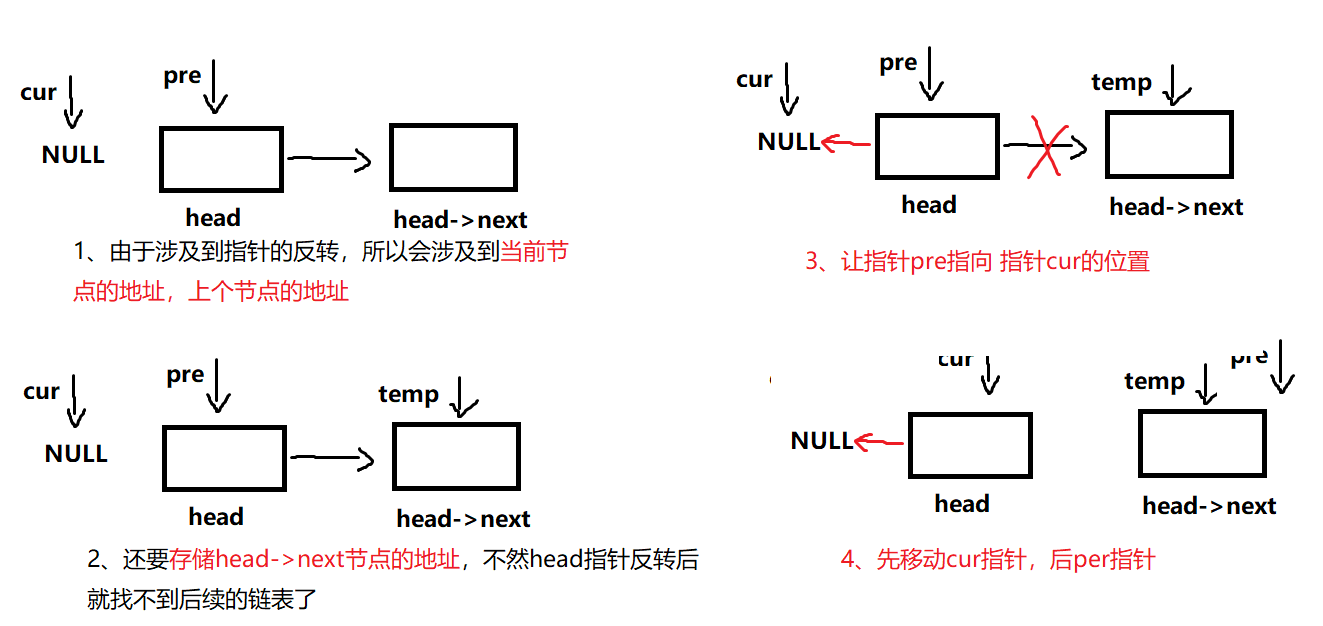 cur
pre
NULL
head
head->next
1、由于涉及到指针的反转，所以会涉及到当前节
点的地址，上个节点的地址
cur
pre
temp
NULL
head
head->next
3、让指针pre指向 指针cur的位置
cur
pre
temp
NULL
head
head->next
2、还要存储head->next节点的地址，不然head指针反转后
就找不到后续的链表了
cur
temp
pre
NULL
head
head->next
4、先移动cur指针，后per指针